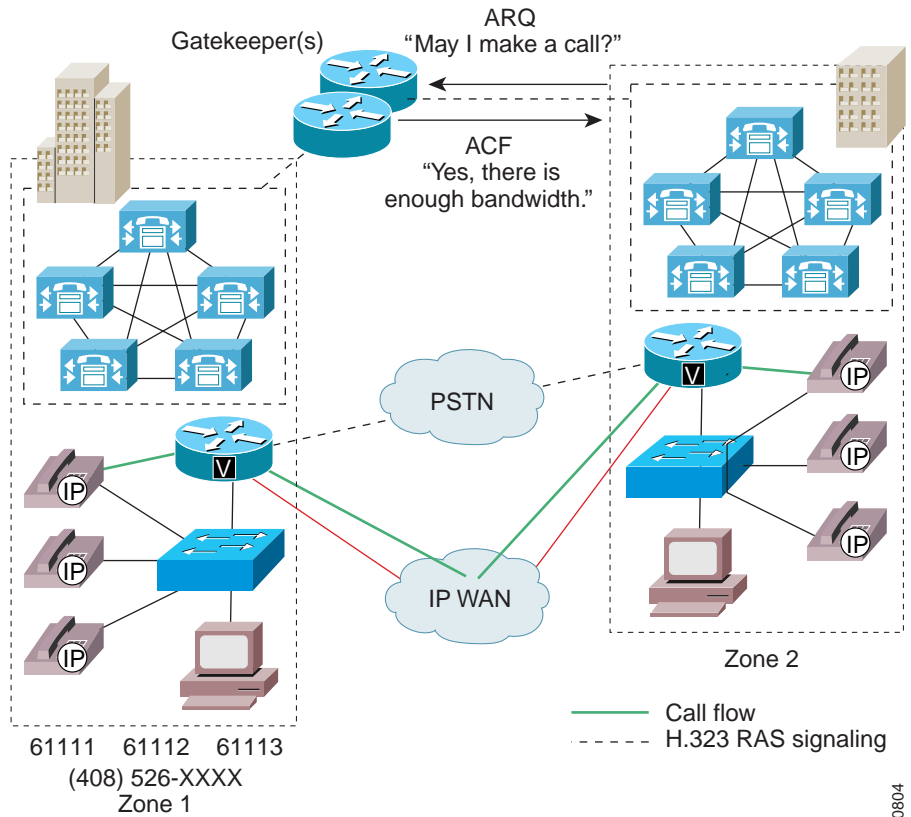 ARQ
“May I make a call?”
Gatekeeper(s)
ACF
“Yes, there is
enough bandwidth.”
V
PSTN
V
IP
IP
IP
IP WAN
IP
IP
IP
Zone 2
Call flow
H.323 RAS signaling
61111 61112 61113
(408) 526-XXXX
Zone 1
0804